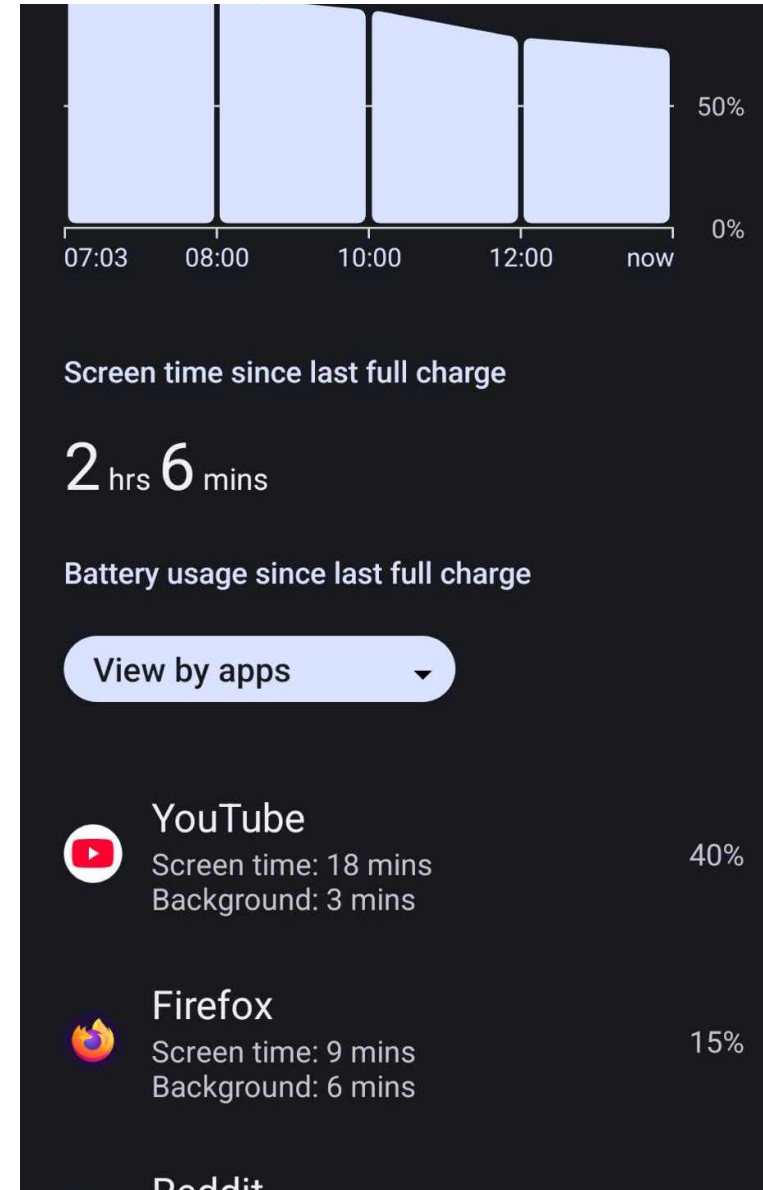 50%
0%
07:03 08:00 10:00 12:00 now
Screen time since last full charge
2 hrs 6 mins
Battery usage since last full charge
View by apps
YouTube
Screen time: 18 mins
Background: 3 mins
40%
Firefox
Screen time: 9 mins
Background: 6 mins
15%
Reddit